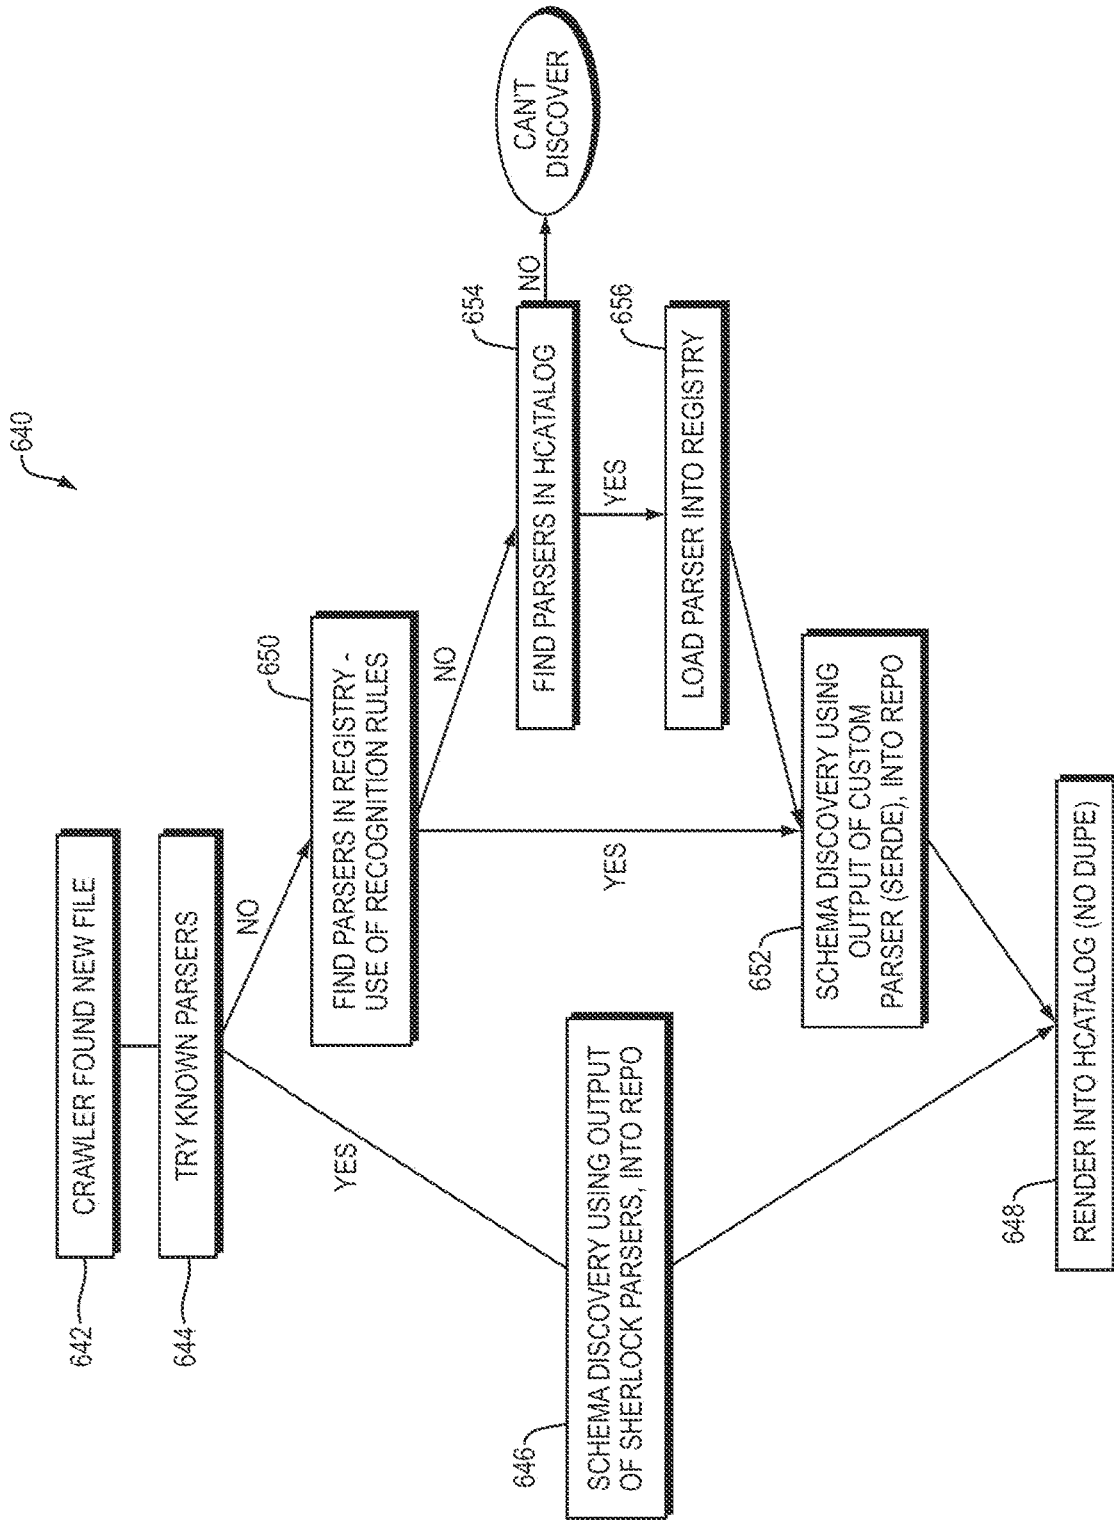 640
642
CRAWLER FOUND NEW FILE
644
TRY KNOWN PARSERS
YES
NO
650
FIND PARSERS IN REGISTRY -
USE OF RECOGNITION RULES
NO
YES
654
FIND PARSERS IN HCATALOG
NO
CAN'T
DISCOVER
YES
656
LOAD PARSER INTO REGISTRY
646
SCHEMA DISCOVERY USING OUTPUT
OF SHERLOCK PARSERS, INTO REPO
652
SCHEMA DISCOVERY USING
OUTPUT OF CUSTOM
PARSER (SERDE), INTO REPO
648
RENDER INTO HCATALOG (NO DUPE)